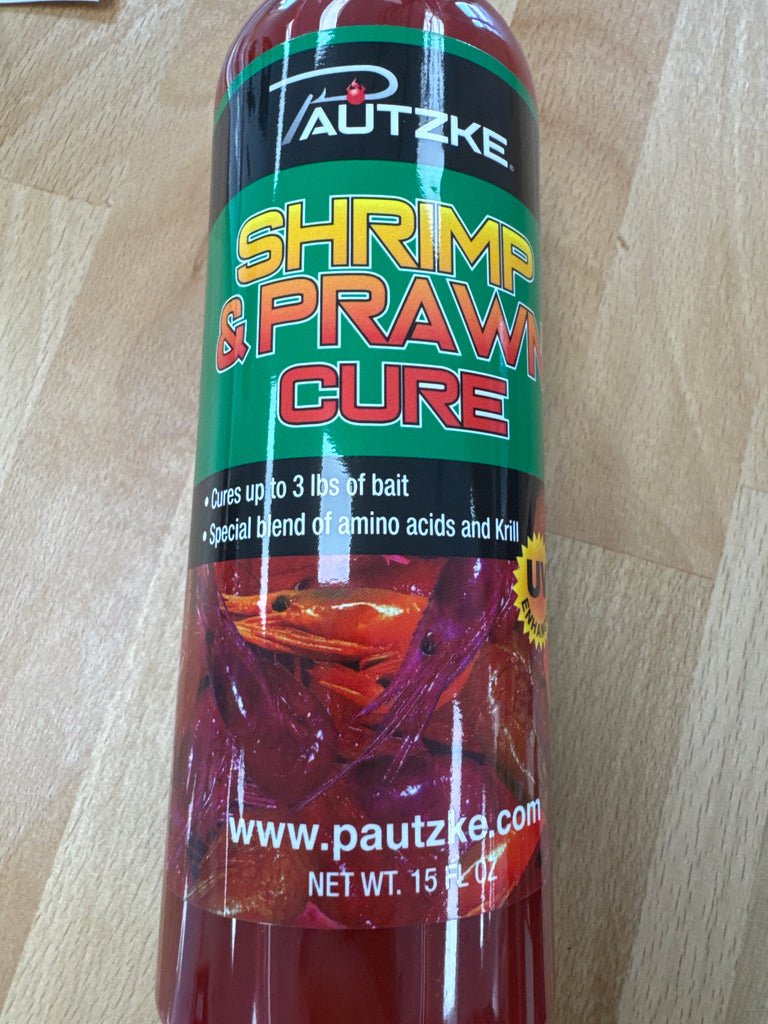 PAUTZKE®
SHRIMP
& PRAWN
CURE
• Cures up to 3 lbs of bait
• Special blend of amino acids and Krill
www.pautzke.com
NET WT. 15 FL OZ